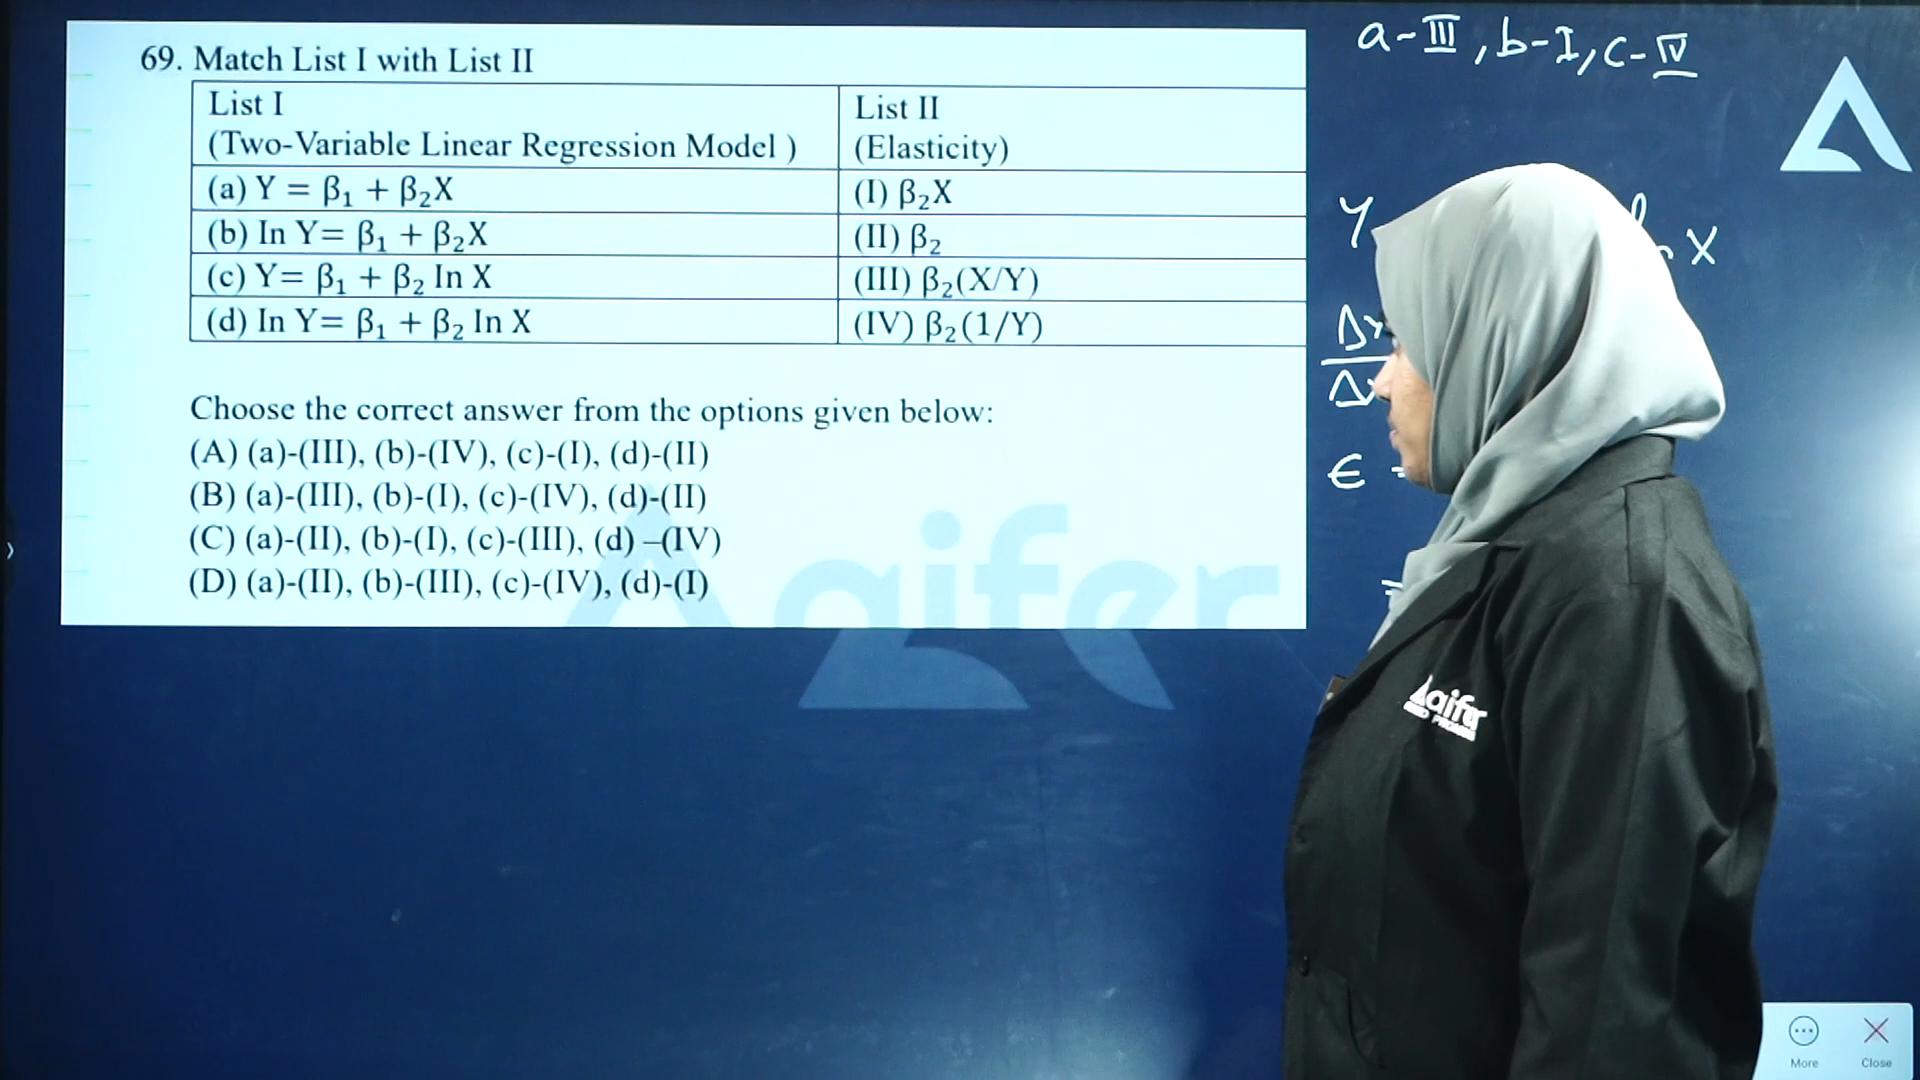 69. Match List I with List II
List I
(Two-Variable Linear Regression Model )
List II
(Elasticity)
(a) Y = β₁ + β₂X
(I) β₂X
(b) In Y= β₁ + β₂X
(II) β₂
(c) Y= β₁ + β₂ In X
(III) β₂(X/Y)
(d) In Y= β₁ + β₂ In X
(IV) β₂(1/Y)
Choose the correct answer from the options given below:
(A) (a)-(III), (b)-(IV), (c)-(I), (d)-(II)
(B) (a)-(III), (b)-(I), (c)-(IV), (d)-(II)
(C) (a)-(II), (b)-(I), (c)-(III), (d) –(IV)
(D) (a)-(II), (b)-(III), (c)-(IV), (d)-(I)
Aifer
a-III, b-I, c-IV
Y
X
Δ
Δ
ϵ =
Aifer
More
Close